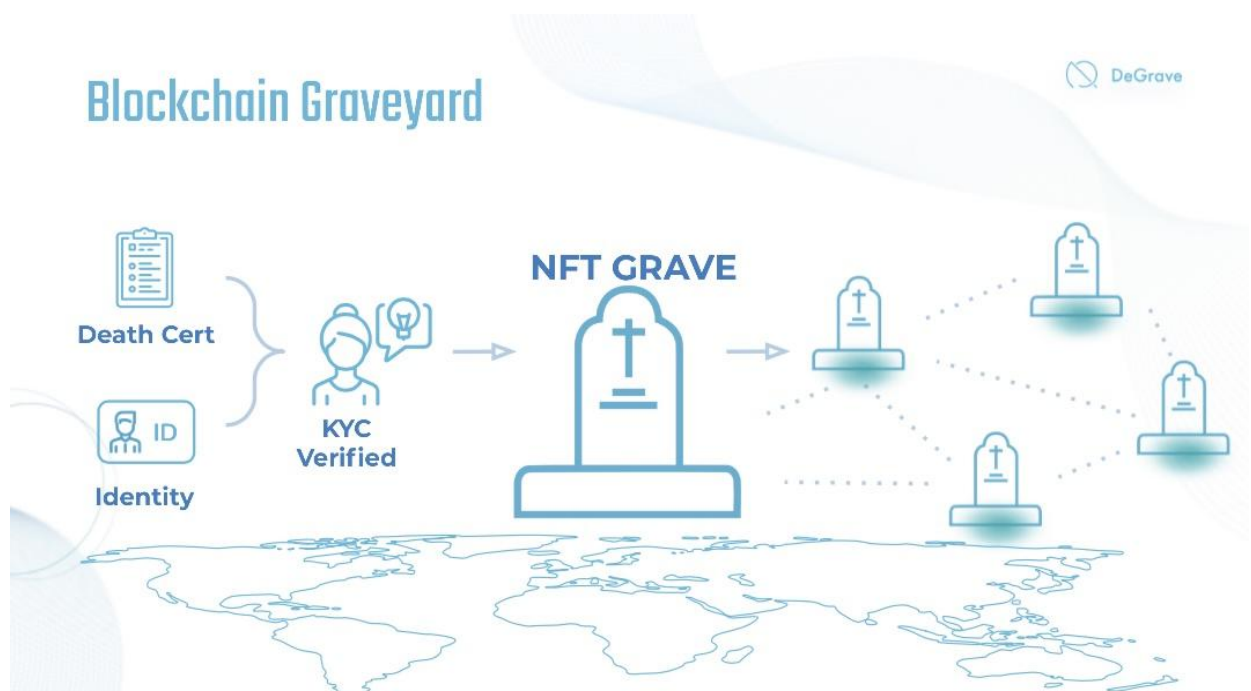 Blockchain Graveyard
DeGrave
NFT GRAVE
Death Cert
KYC
Verified
ID
Identity